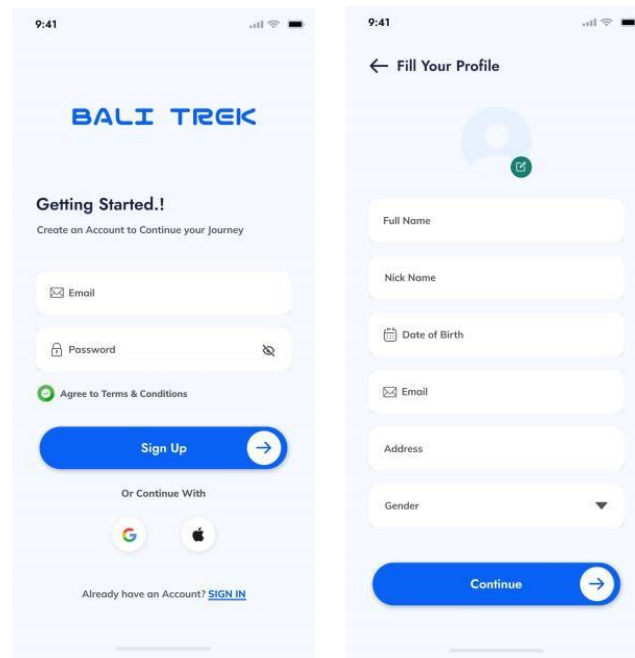 9:41
BALI TREK
Getting Started.!
Create an Account to Continue your Journey
Email
Password
Agree to Terms & Conditions
Sign Up
Or Continue With
G
Already have an Account? SIGN IN
9:41
Fill Your Profile
Full Name
Nick Name
Date of Birth
Email
Address
Gender
Continue